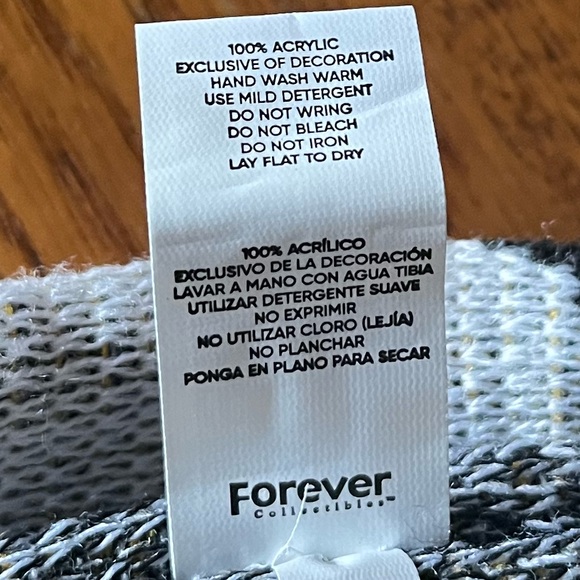 100% ACRYLIC
EXCLUSIVE OF DECORATION
HAND WASH WARM
USE MILD DETERGENT
DO NOT WRING
DO NOT BLEACH
DO NOT IRON
LAY FLAT TO DRY
100% ACRÍLICO
EXCLUSIVO DE LA DECORACIÓN
LAVAR A MANO CON AGUA TIBIA
UTILIZAR DETERGENTE SUAVE
NO EXPRIMIR
NO UTILIZAR CLORO (LEJÍA)
NO PLANCHAR
PONGA EN PLANO PARA SECAR
Forever
Collectibles™